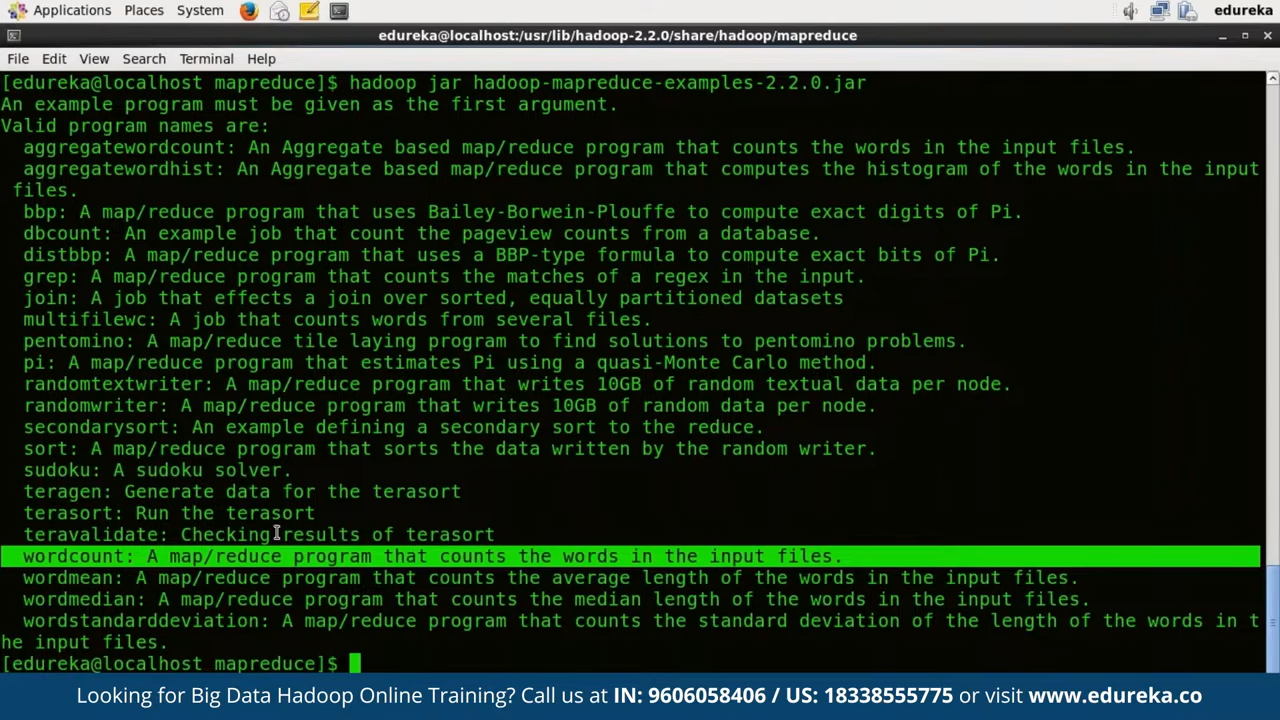 Applications Places System edureka
edureka@localhost:/usr/lib/hadoop-2.2.0/share/hadoop/mapreduce
File Edit View Search Terminal Help
[edureka@localhost mapreduce]$ hadoop jar hadoop-mapreduce-examples-2.2.0.jar
An example program must be given as the first argument.
Valid program names are:
aggregatewordcount: An Aggregate based map/reduce program that counts the words in the input files.
aggregatewordhist: An Aggregate based map/reduce program that computes the histogram of the words in the input
files.
bbp: A map/reduce program that uses Bailey-Borwein-Plouffe to compute exact digits of Pi.
dbcount: An example job that count the pageview counts from a database.
distbbp: A map/reduce program that uses a BBP-type formula to compute exact bits of Pi.
grep: A map/reduce program that counts the matches of a regex in the input.
join: A job that effects a join over sorted, equally partitioned datasets
multifilewc: A job that counts words from several files.
pentomino: A map/reduce tile laying program to find solutions to pentomino problems.
pi: A map/reduce program that estimates Pi using a quasi-Monte Carlo method.
randomtextwriter: A map/reduce program that writes 10GB of random textual data per node.
randomwriter: A map/reduce program that writes 10GB of random data per node.
secondarysort: An example defining a secondary sort to the reduce.
sort: A map/reduce program that sorts the data written by the random writer.
sudoku: A sudoku solver.
teragen: Generate data for the terasort
terasort: Run the terasort
teravalidate: Checking results of terasort
wordcount: A map/reduce program that counts the words in the input files.
wordmean: A map/reduce program that counts the average length of the words in the input files.
wordmedian: A map/reduce program that counts the median length of the words in the input files.
wordstandarddeviation: A map/reduce program that counts the standard deviation of the length of the words in t
he input files.
[edureka@localhost mapreduce]$
Looking for Big Data Hadoop Online Training? Call us at IN: 9606058406 / US: 18338555775 or visit www.edureka.co